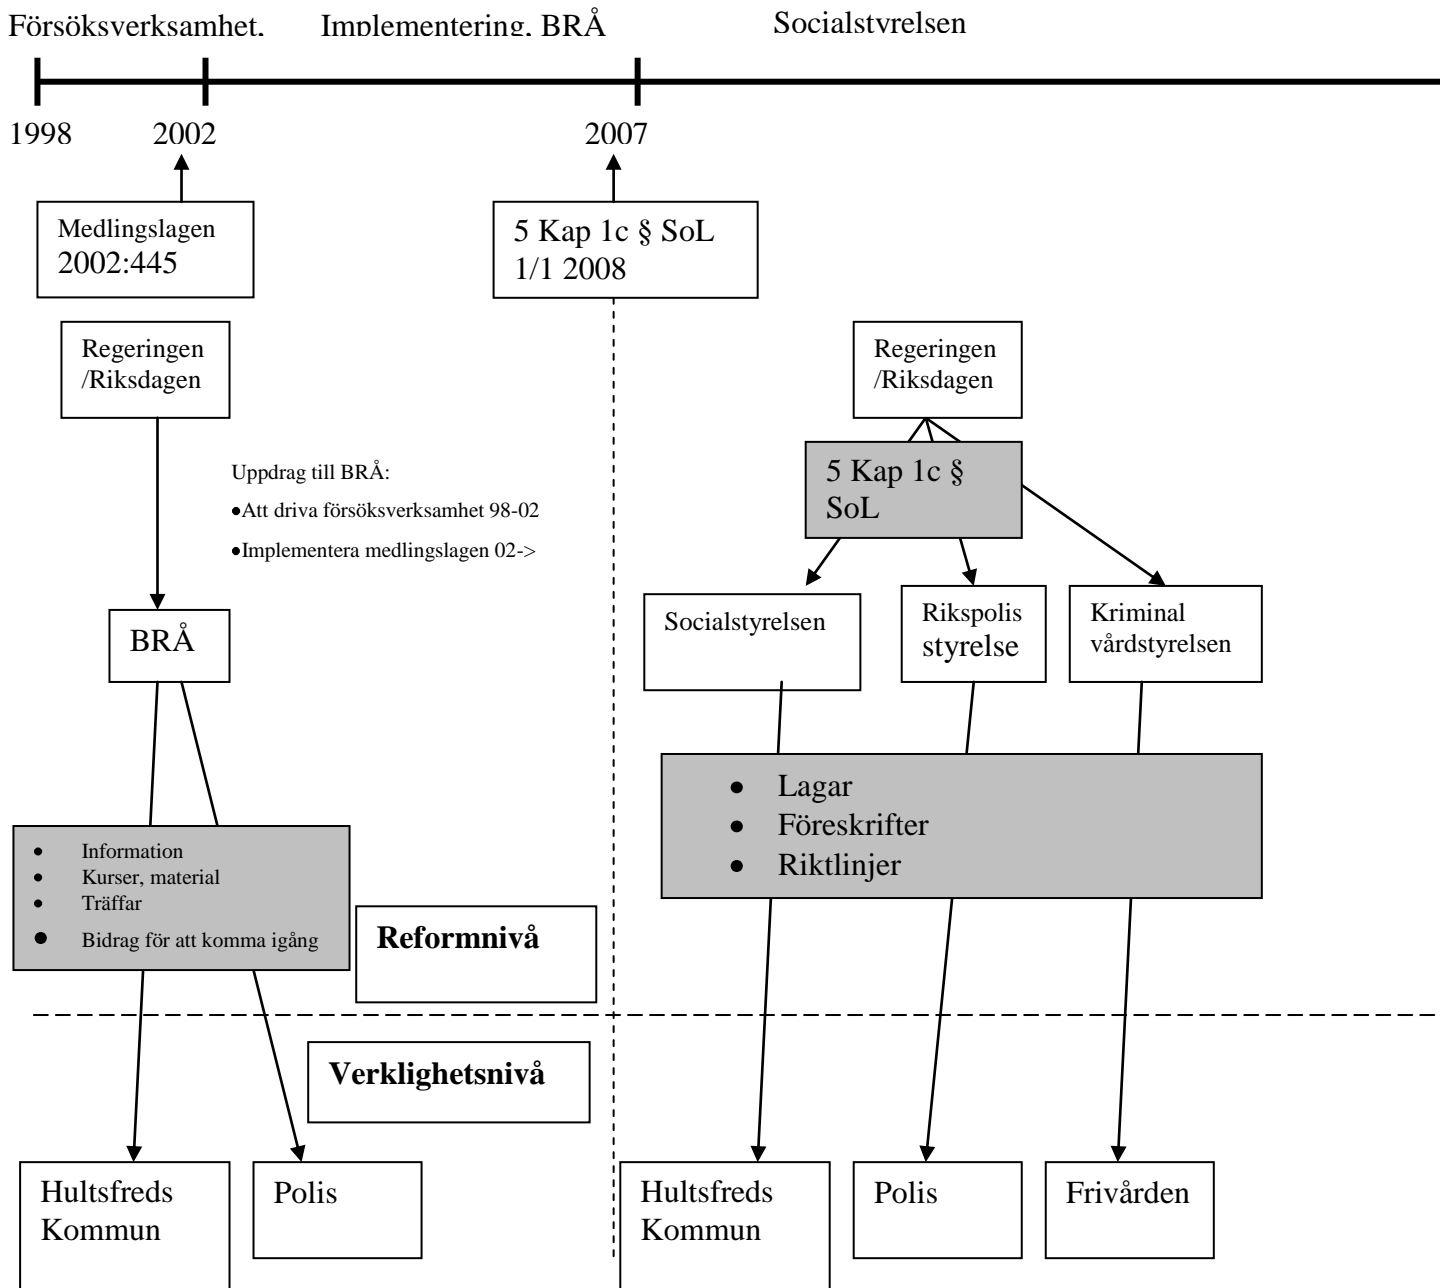 Försöksverksamhet, Implementering, BRÅ Socialstyrelsen
1998 2002 2007
Medlingslagen
2002:445
5 Kap 1c § SoL
1/1 2008
Regeringen
/Riksdagen
Uppdrag till BRÅ:
•Att driva försöksverksamhet 98-02
•Implementera medlingslagen 02->
BRÅ
• Information
• Kurser, material
• Träffar
• Bidrag för att komma igång
Reformnivå
Verklighetsnivå
Hultsfreds
Kommun
Polis
Regeringen
/Riksdagen
5 Kap 1c §
SoL
Socialstyrelsen
Rikspolis
styrelse
Kriminal
vårdstyrelsen
• Lagar
• Föreskrifter
• Riktlinjer
Hultsfreds
Kommun
Polis
Frivården